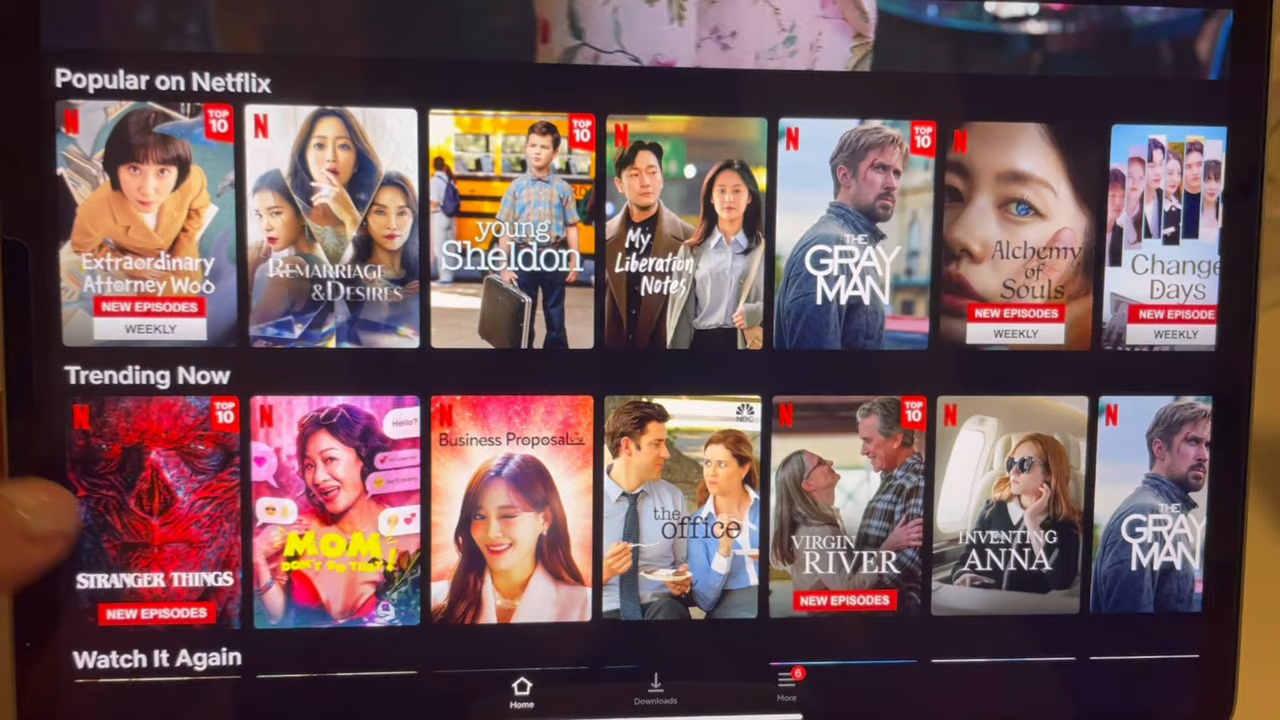 Popular on Netflix
N
TOP
10
Extraordinary
Attorney Woo
NEW EPISODES
WEEKLY
N
REMARRIAGE
&DESIRES
TOP
10
young
Sheldon
N
My
Liberation
Notes
N
TOP
10
THE
GRAY
MAN
N
Alchemy
of
Souls
NEW EPISODES
WEEKLY
Change
Days
NEW EPISODE
WEEKLY
Trending Now
N
TOP
10
STRANGER THINGS
NEW EPISODES
N
Hello?
MOM
DON'T DO THAT!
N
Business Proposal
NBC
the
office
N
TOP
10
VIRGIN
RIVER
NEW EPISODES
N
INVENTING
ANNA
N
THE
GRAY
MAN
Watch It Again
Home
Downloads
6
More